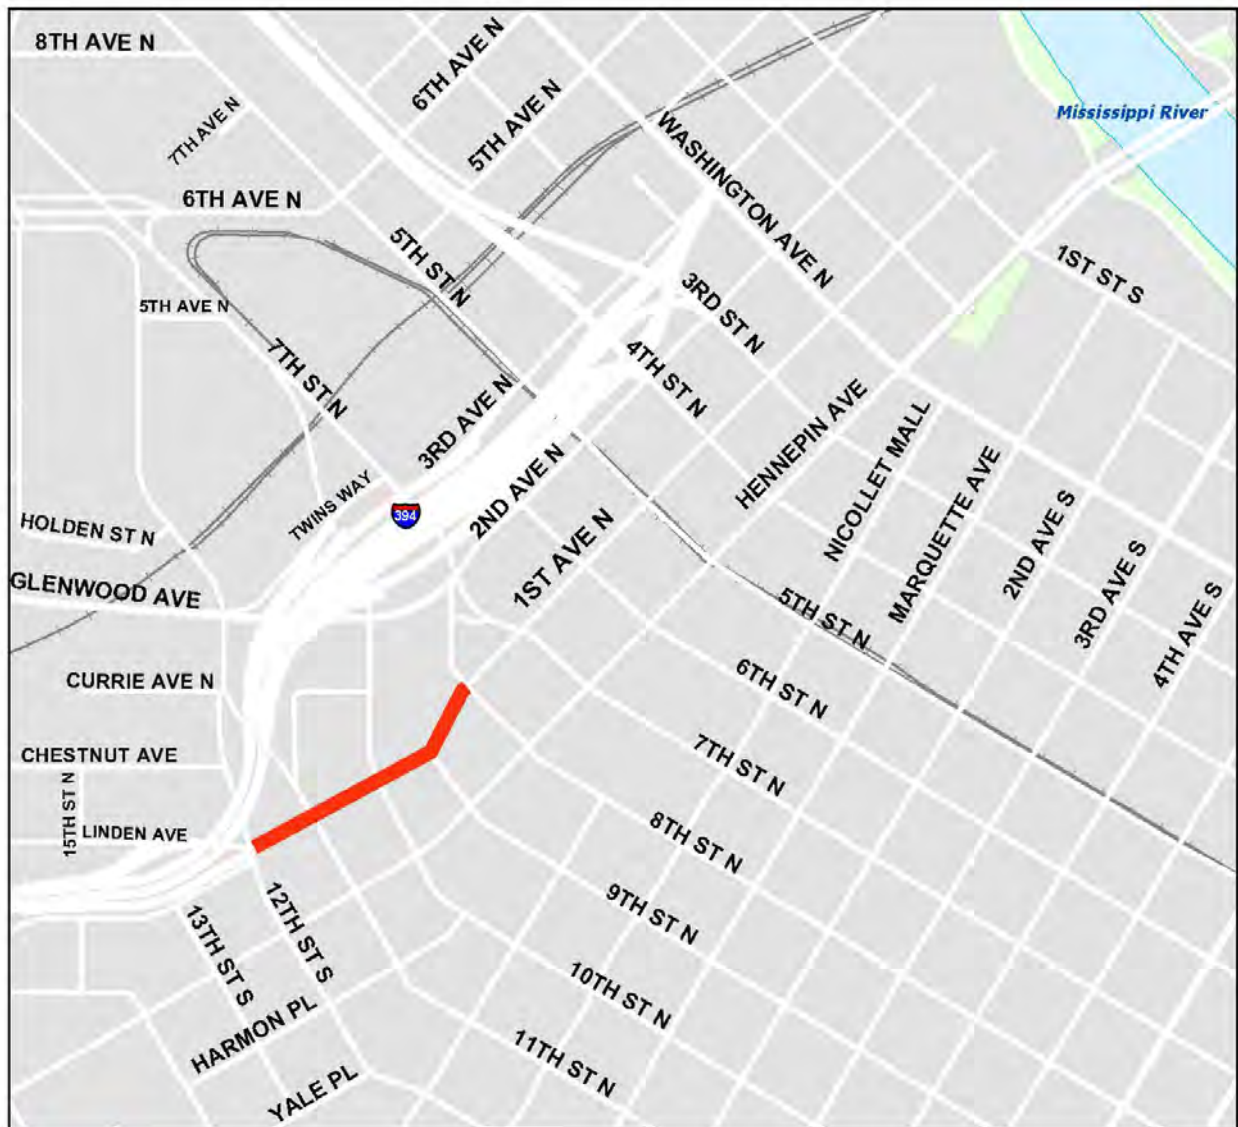 8TH AVE N
6TH AVE N
5TH AVE N
7TH AVE N
WASHINGTON AVE N
Mississippi River
6TH AVE N
5TH ST N
1ST ST S
5TH AVE N
3RD ST N
7TH ST N
4TH ST N
3RD AVE N
HENNEPIN AVE
NICOLLET MALL
MARQUETTE AVE
2ND AVE S
3RD AVE S
4TH AVE S
TWINS WAY
394
2ND AVE N
HOLDEN ST N
1ST AVE N
GLENWOOD AVE
5TH ST N
CURRIE AVE N
6TH ST N
CHESTNUT AVE
7TH ST N
15TH ST N
LINDEN AVE
8TH ST N
9TH ST N
12TH ST S
13TH ST S
10TH ST N
HARMON PL
11TH ST N
YALE PL